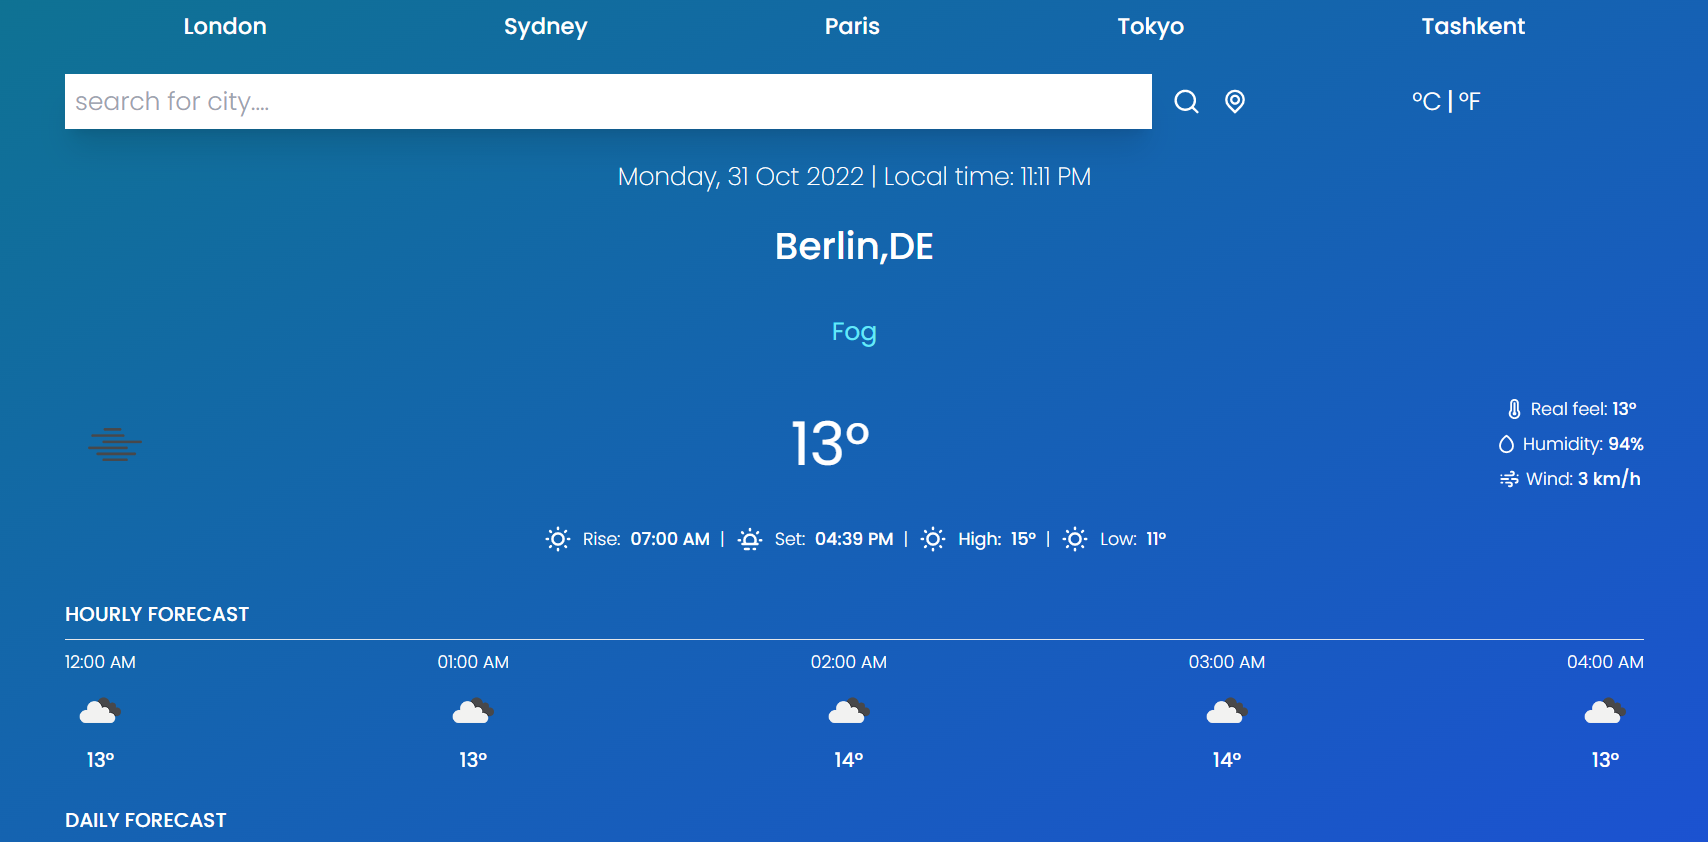 London Sydney Paris Tokyo Tashkent
search for city.... °C | °F
Monday, 31 Oct 2022 | Local time: 11:11 PM
Berlin,DE
Fog
13°
Real feel: 13°
Humidity: 94%
Wind: 3 km/h
Rise: 07:00 AM | Set: 04:39 PM | High: 15° | Low: 11°
HOURLY FORECAST
12:00 AM 01:00 AM 02:00 AM 03:00 AM 04:00 AM
13° 13° 14° 14° 13°
DAILY FORECAST